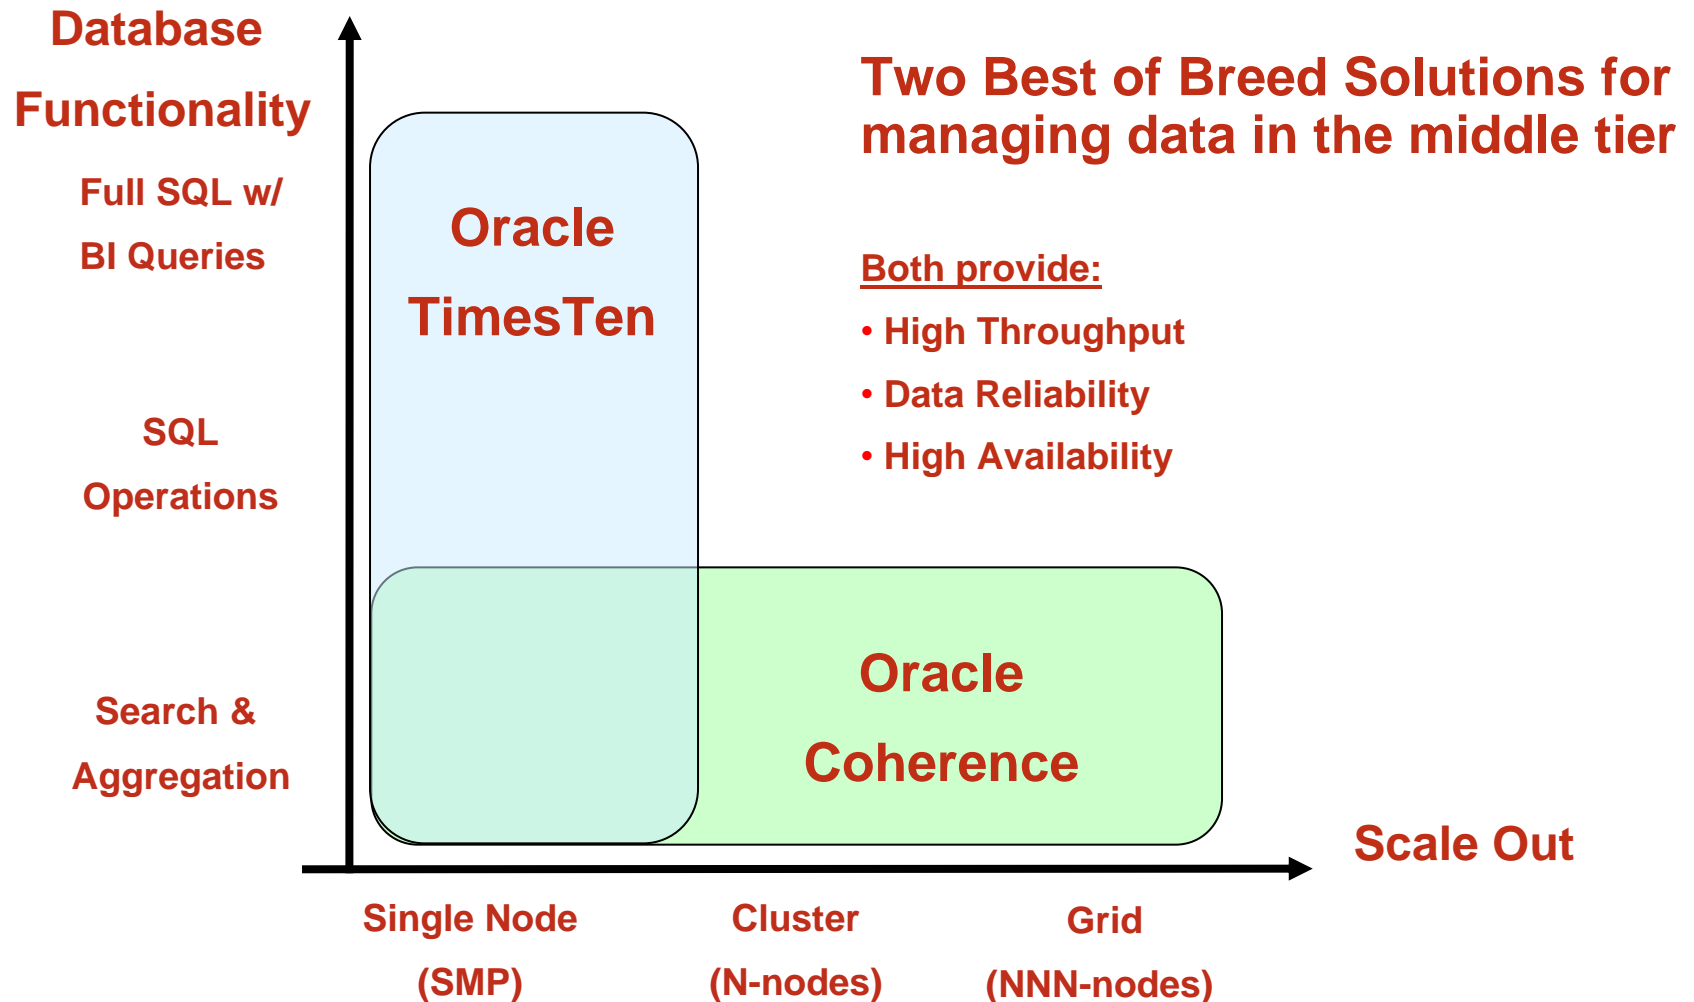 Database
Functionality
Two Best of Breed Solutions for
managing data in the middle tier
Full SQL w/
BI Queries
Oracle
TimesTen
Both provide:
• High Throughput
• Data Reliability
• High Availability
SQL
Operations
Search &
Aggregation
Oracle
Coherence
Scale Out
Single Node
(SMP)
Cluster
(N-nodes)
Grid
(NNN-nodes)